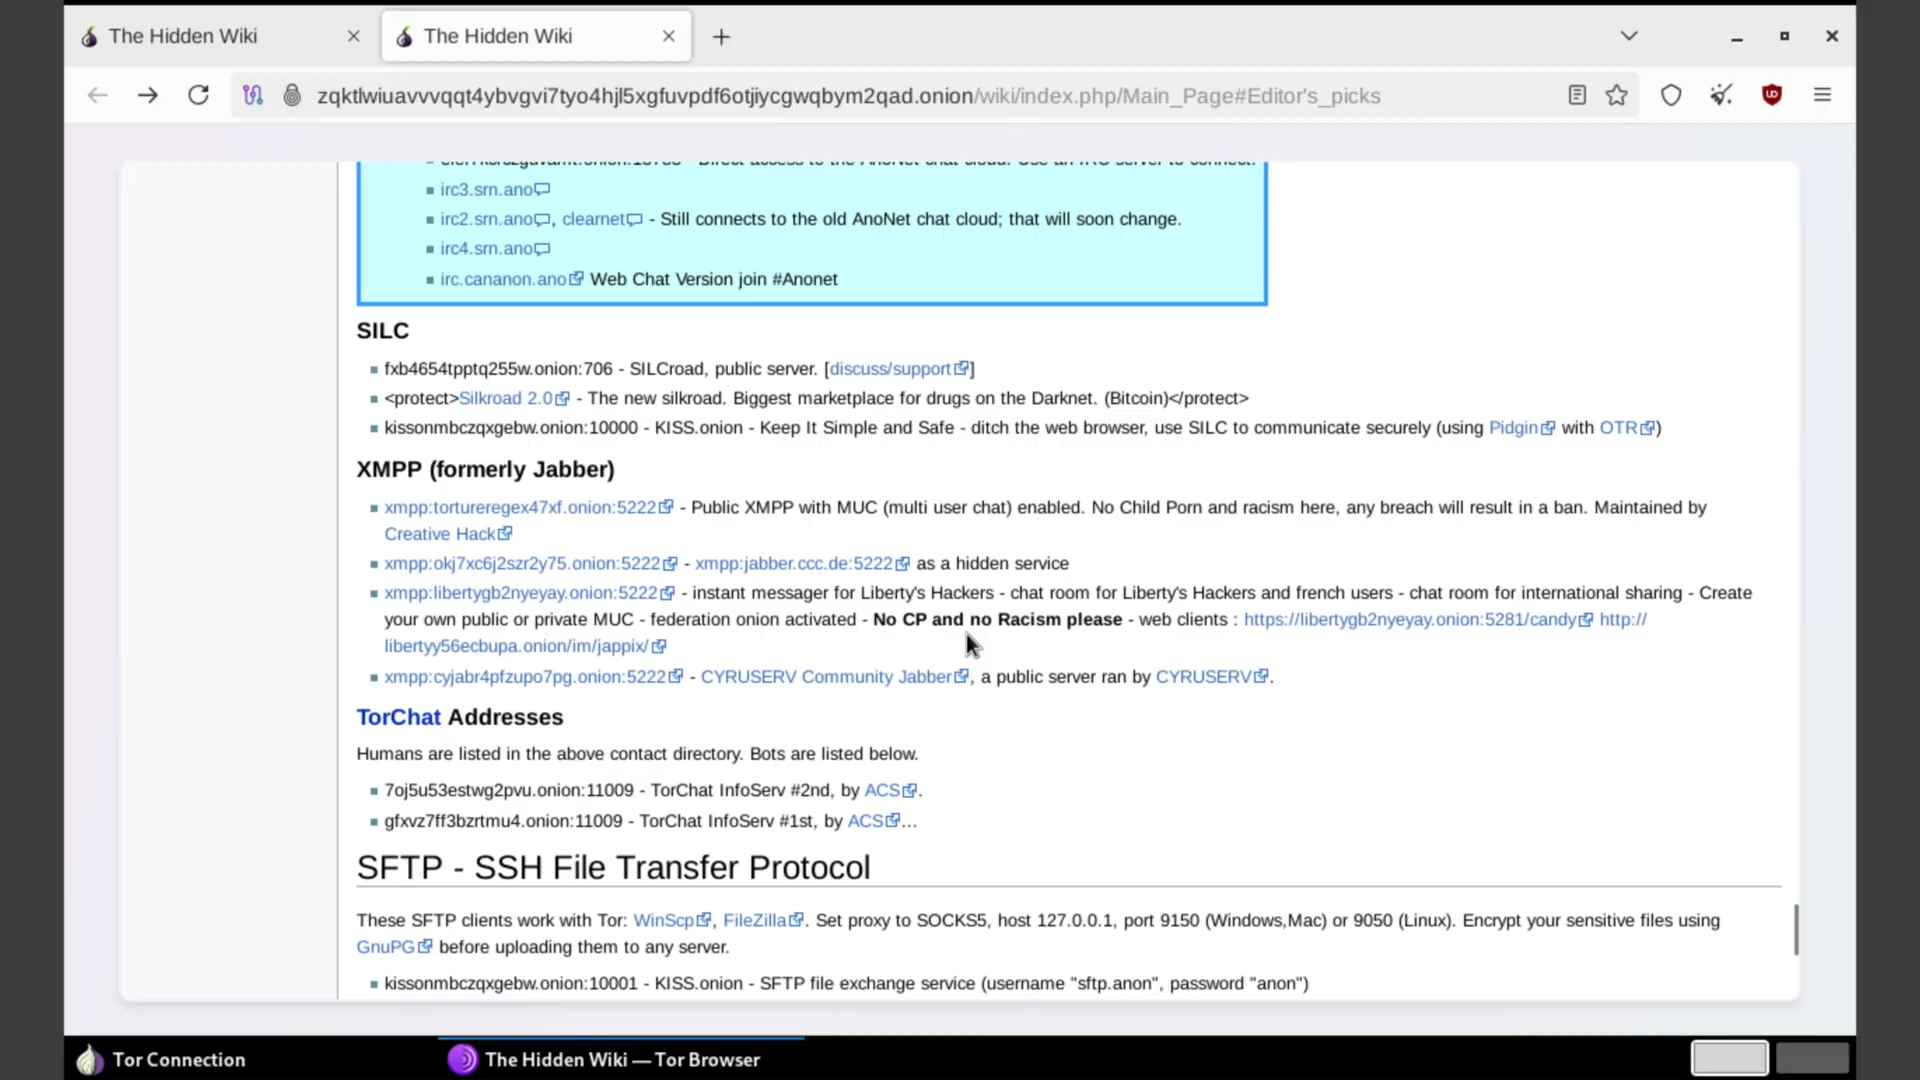 The Hidden Wiki
The Hidden Wiki
zqktlwiuavvvqqt4ybvgvi7tyo4hjl5xgfuvpdf6otjiycgwqbym2qad.onion/wiki/index.php/Main_Page#Editor's_picks
Direct access to the AnoNet chat cloud. Use an IRC server to connect.
irc3.srn.ano
irc2.srn.ano, clearnet - Still connects to the old AnoNet chat cloud; that will soon change.
irc4.srn.ano
irc.cananon.ano Web Chat Version join #Anonet
SILC
fxb4654tpptq255w.onion:706 - SILCroad, public server. [discuss/support]
<protect>Silkroad 2.0 - The new silkroad. Biggest marketplace for drugs on the Darknet. (Bitcoin)</protect>
kissonmbczqxgebw.onion:10000 - KISS.onion - Keep It Simple and Safe - ditch the web browser, use SILC to communicate securely (using Pidgin with OTR)
XMPP (formerly Jabber)
xmpp:tortureregex47xf.onion:5222 - Public XMPP with MUC (multi user chat) enabled. No Child Porn and racism here, any breach will result in a ban. Maintained by
Creative Hack
xmpp:okj7xc6j2szr2y75.onion:5222 - xmpp:jabber.ccc.de:5222 as a hidden service
xmpp:libertygb2nyeyay.onion:5222 - instant messager for Liberty's Hackers - chat room for Liberty's Hackers and french users - chat room for international sharing - Create
your own public or private MUC - federation onion activated - No CP and no Racism please - web clients : https://libertygb2nyeyay.onion:5281/candy http://
libertyy56ecbupa.onion/im/jappix/
xmpp:cyjabr4pfzupo7pg.onion:5222 - CYRUSERV Community Jabber, a public server ran by CYRUSERV.
TorChat Addresses
Humans are listed in the above contact directory. Bots are listed below.
7oj5u53estwg2pvu.onion:11009 - TorChat InfoServ #2nd, by ACS.
gfxvz7ff3bzrtmu4.onion:11009 - TorChat InfoServ #1st, by ACS...
SFTP - SSH File Transfer Protocol
These SFTP clients work with Tor: WinScp, FileZilla. Set proxy to SOCKS5, host 127.0.0.1, port 9150 (Windows,Mac) or 9050 (Linux). Encrypt your sensitive files using
GnuPG before uploading them to any server.
kissonmbczqxgebw.onion:10001 - KISS.onion - SFTP file exchange service (username "sftp.anon", password "anon")
Tor Connection
The Hidden Wiki — Tor Browser